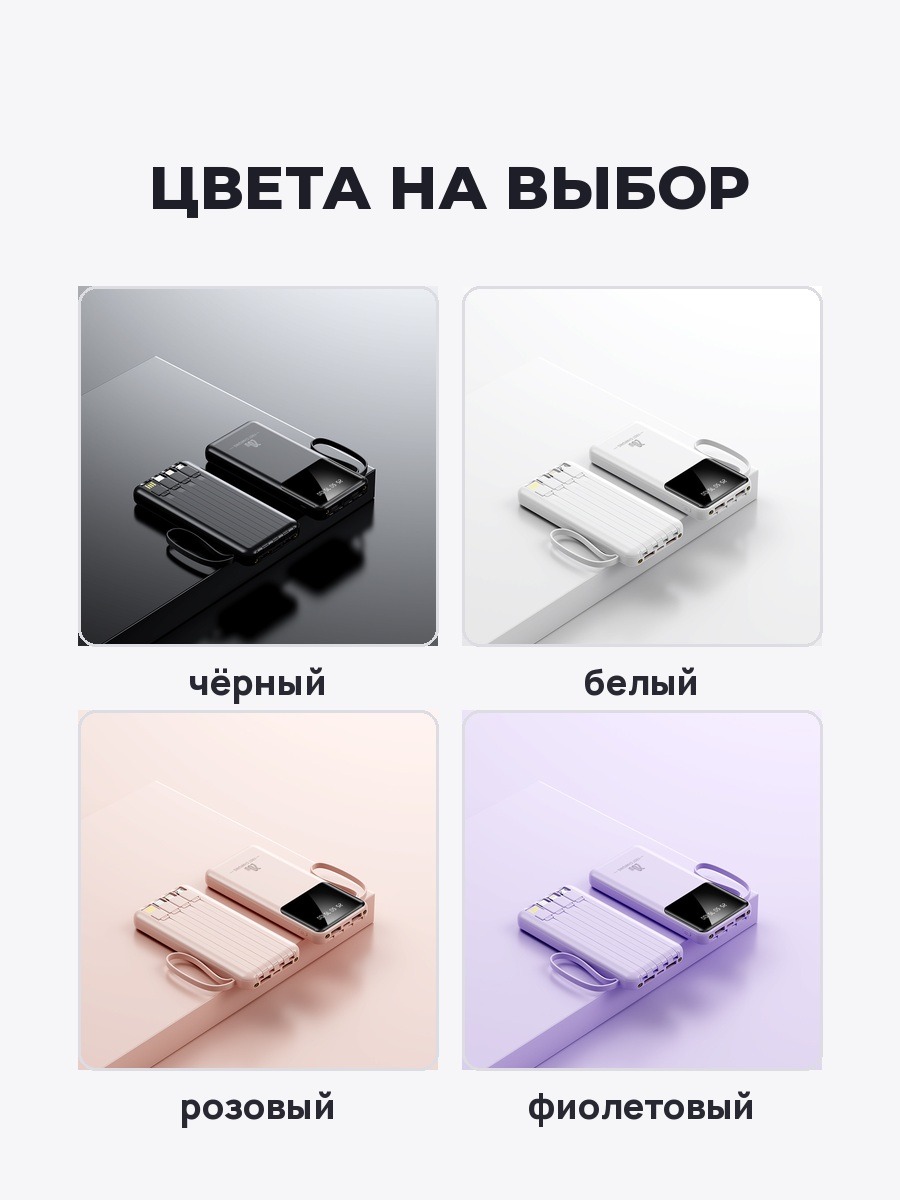 ЦВЕТА НА ВЫБОР
чёрный
белый
розовый
фиолетовый